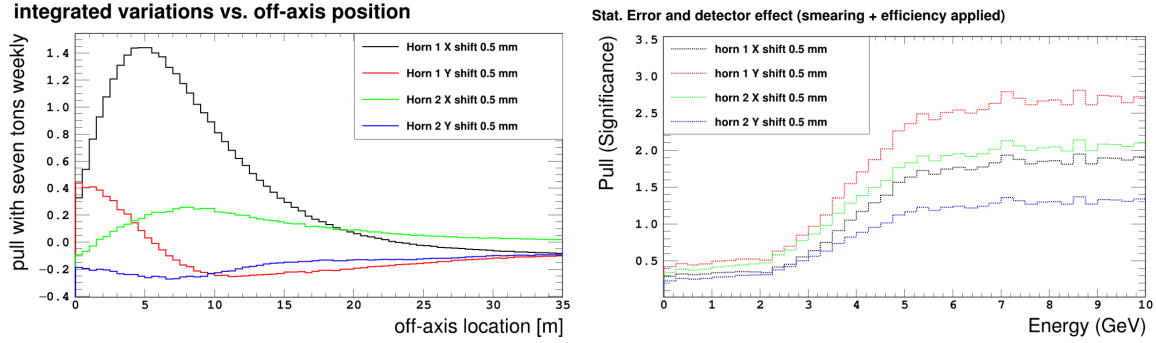 integrated variations vs. off-axis position
pull with seven tons weekly
1.4
1.2
1.0
0.8
0.6
0.4
0.2
0.0
−0.2
−0.4
Horn 1 X shift 0.5 mm
Horn 1 Y shift 0.5 mm
Horn 2 X shift 0.5 mm
Horn 2 Y shift 0.5 mm
0 5 10 15 20 25 30 35
off-axis location [m]
Stat. Error and detector effect (smearing + efficiency applied)
Pull (Significance)
3.5
3.0
2.5
2.0
1.5
1.0
0.5
horn 1 X shift 0.5 mm
horn 1 Y shift 0.5 mm
horn 2 X shift 0.5 mm
horn 2 Y shift 0.5 mm
0 1 2 3 4 5 6 7 8 9 10
Energy (GeV)